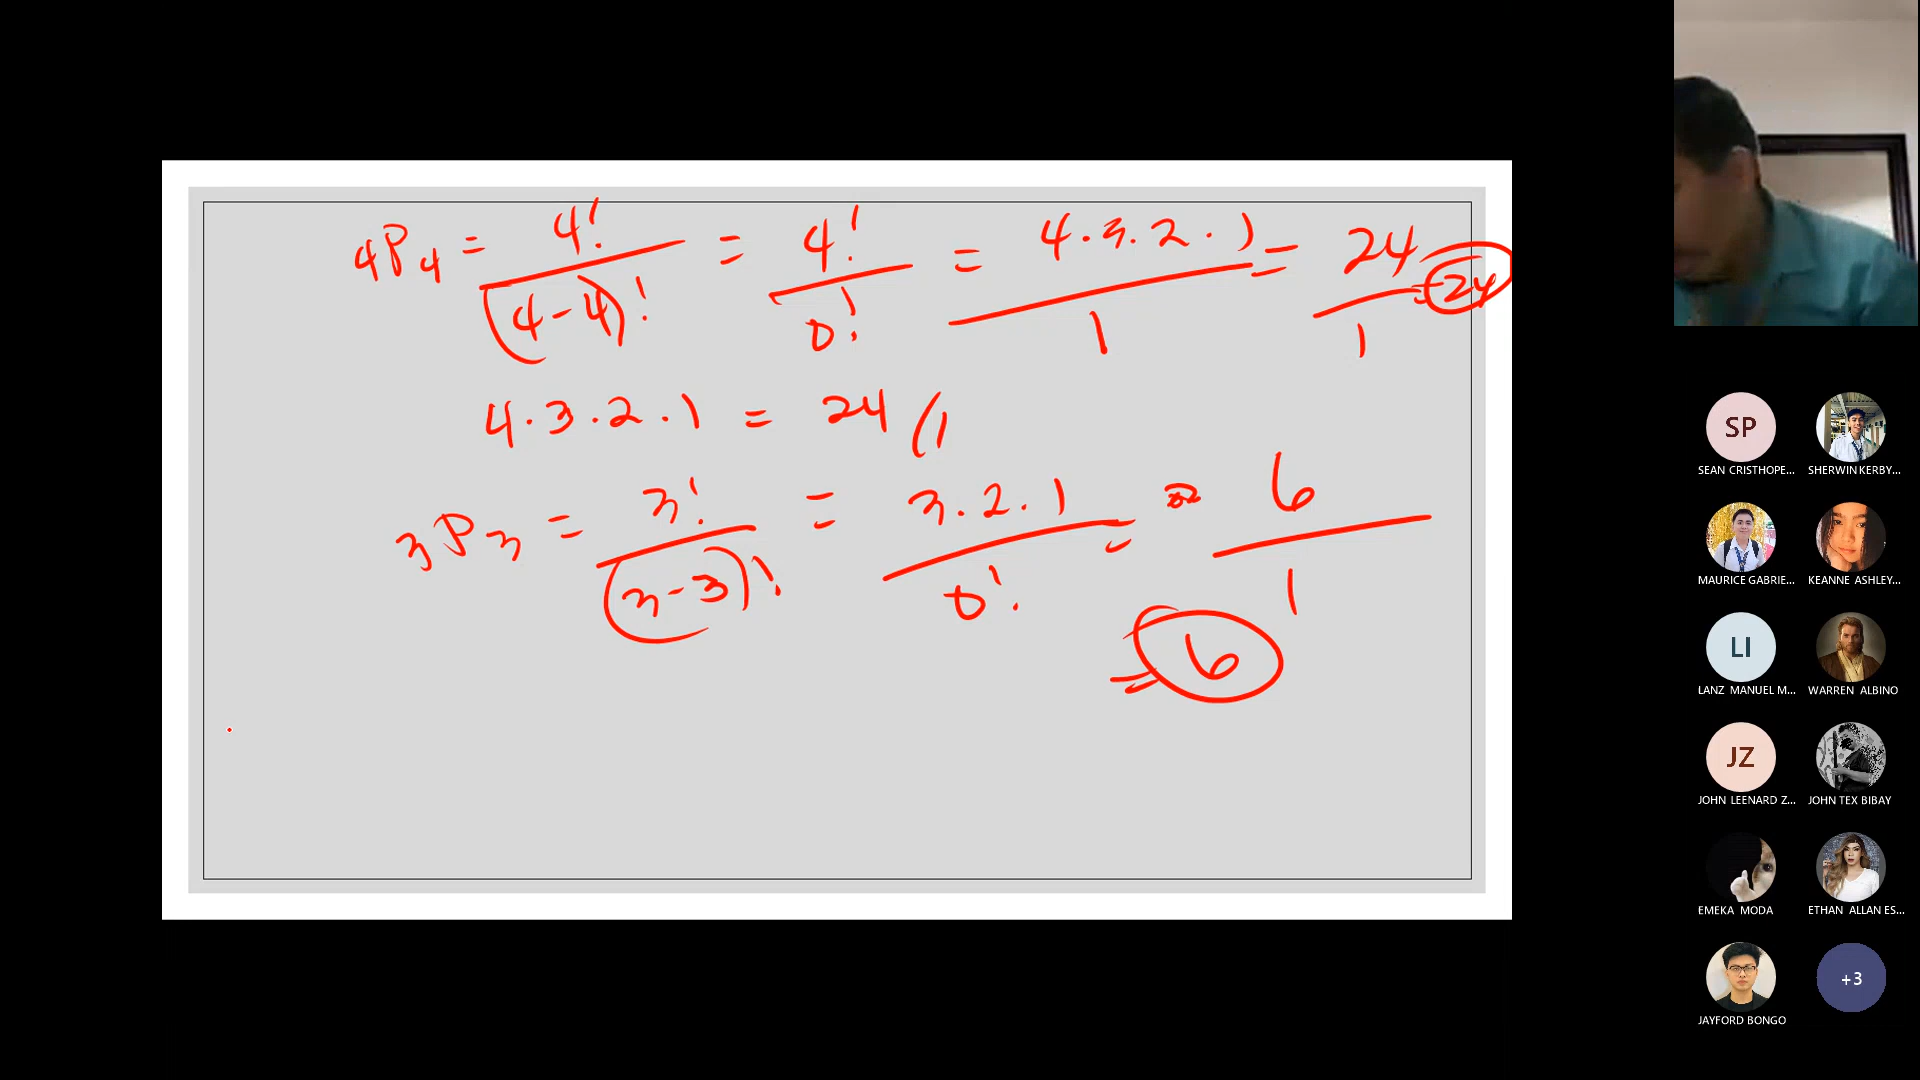 4P4 = 4! / (4-4)! = 4! / 0! = 4.3.2.1 / 1 = 24 / 1 = 24
4.3.2.1 = 24 (1
3P3 = 3! / (3-3)! = 3.2.1 / 0! = 6 / 1
= 6
SP
SEAN CRISTHOPE...
SHERWIN KERBY...
MAURICE GABRIE...
KEANNE ASHLEY...
LI
LANZ MANUEL M...
WARREN ALBINO
JZ
JOHN LEENARD Z...
JOHN TEX BIBAY
EMEKA MODA
ETHAN ALLAN ES...
JAYFORD BONGO
+3